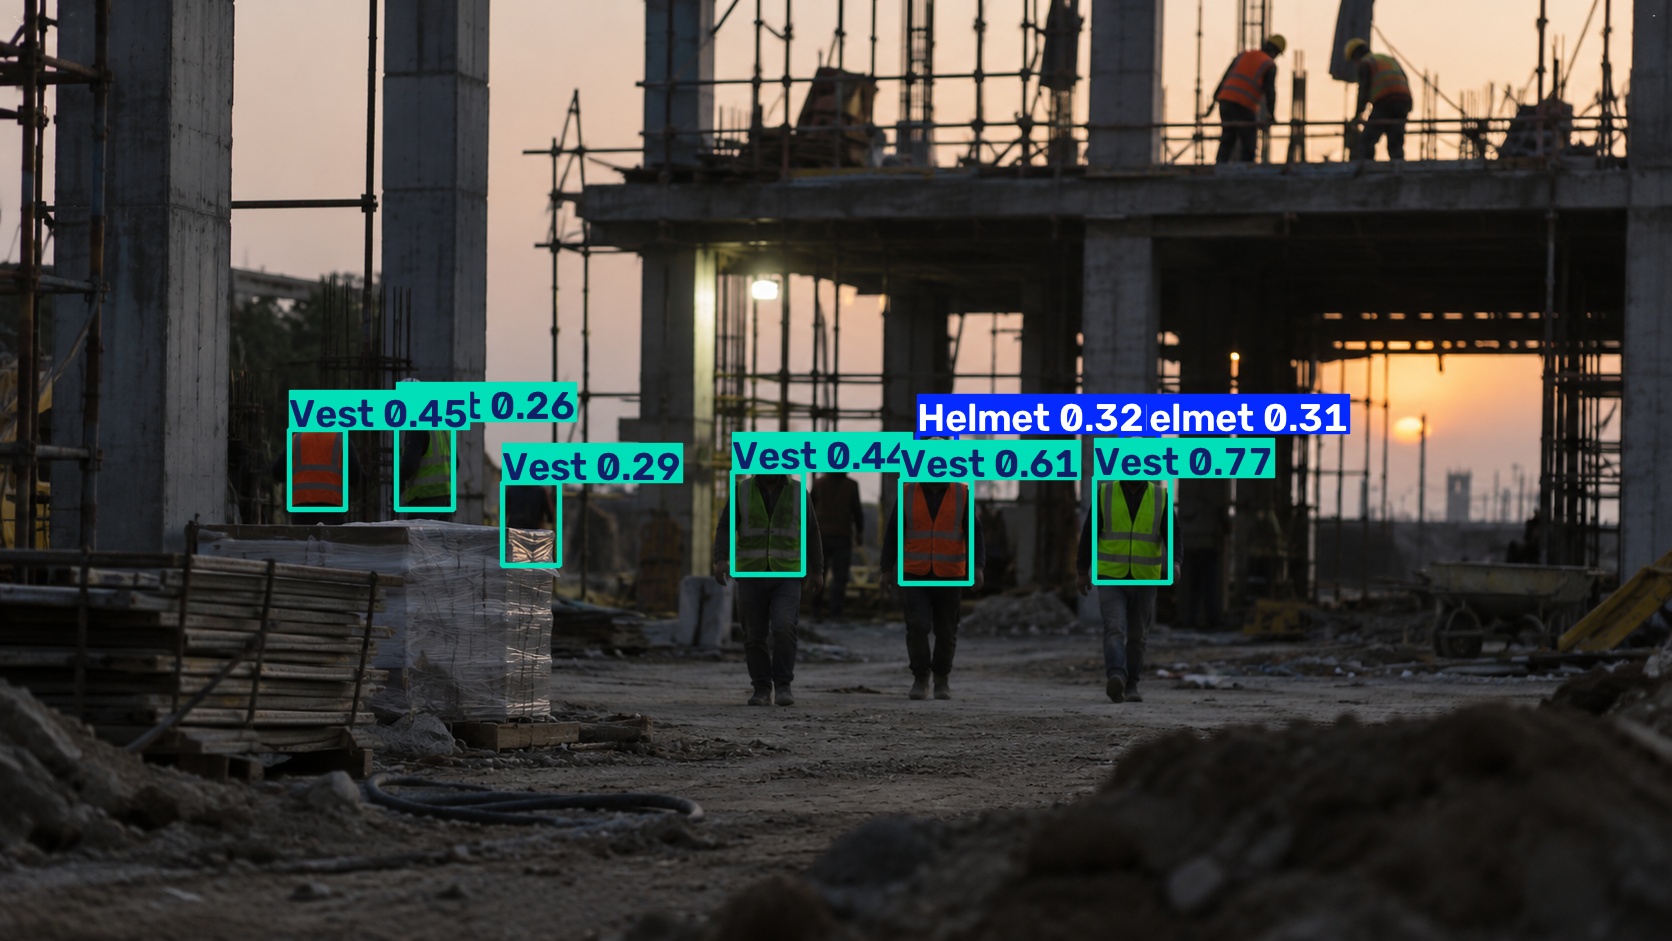 Vest 0.45
t 0.26
Vest 0.29
Vest 0.44
Helmet 0.32
elmet 0.31
Vest 0.61
Vest 0.77